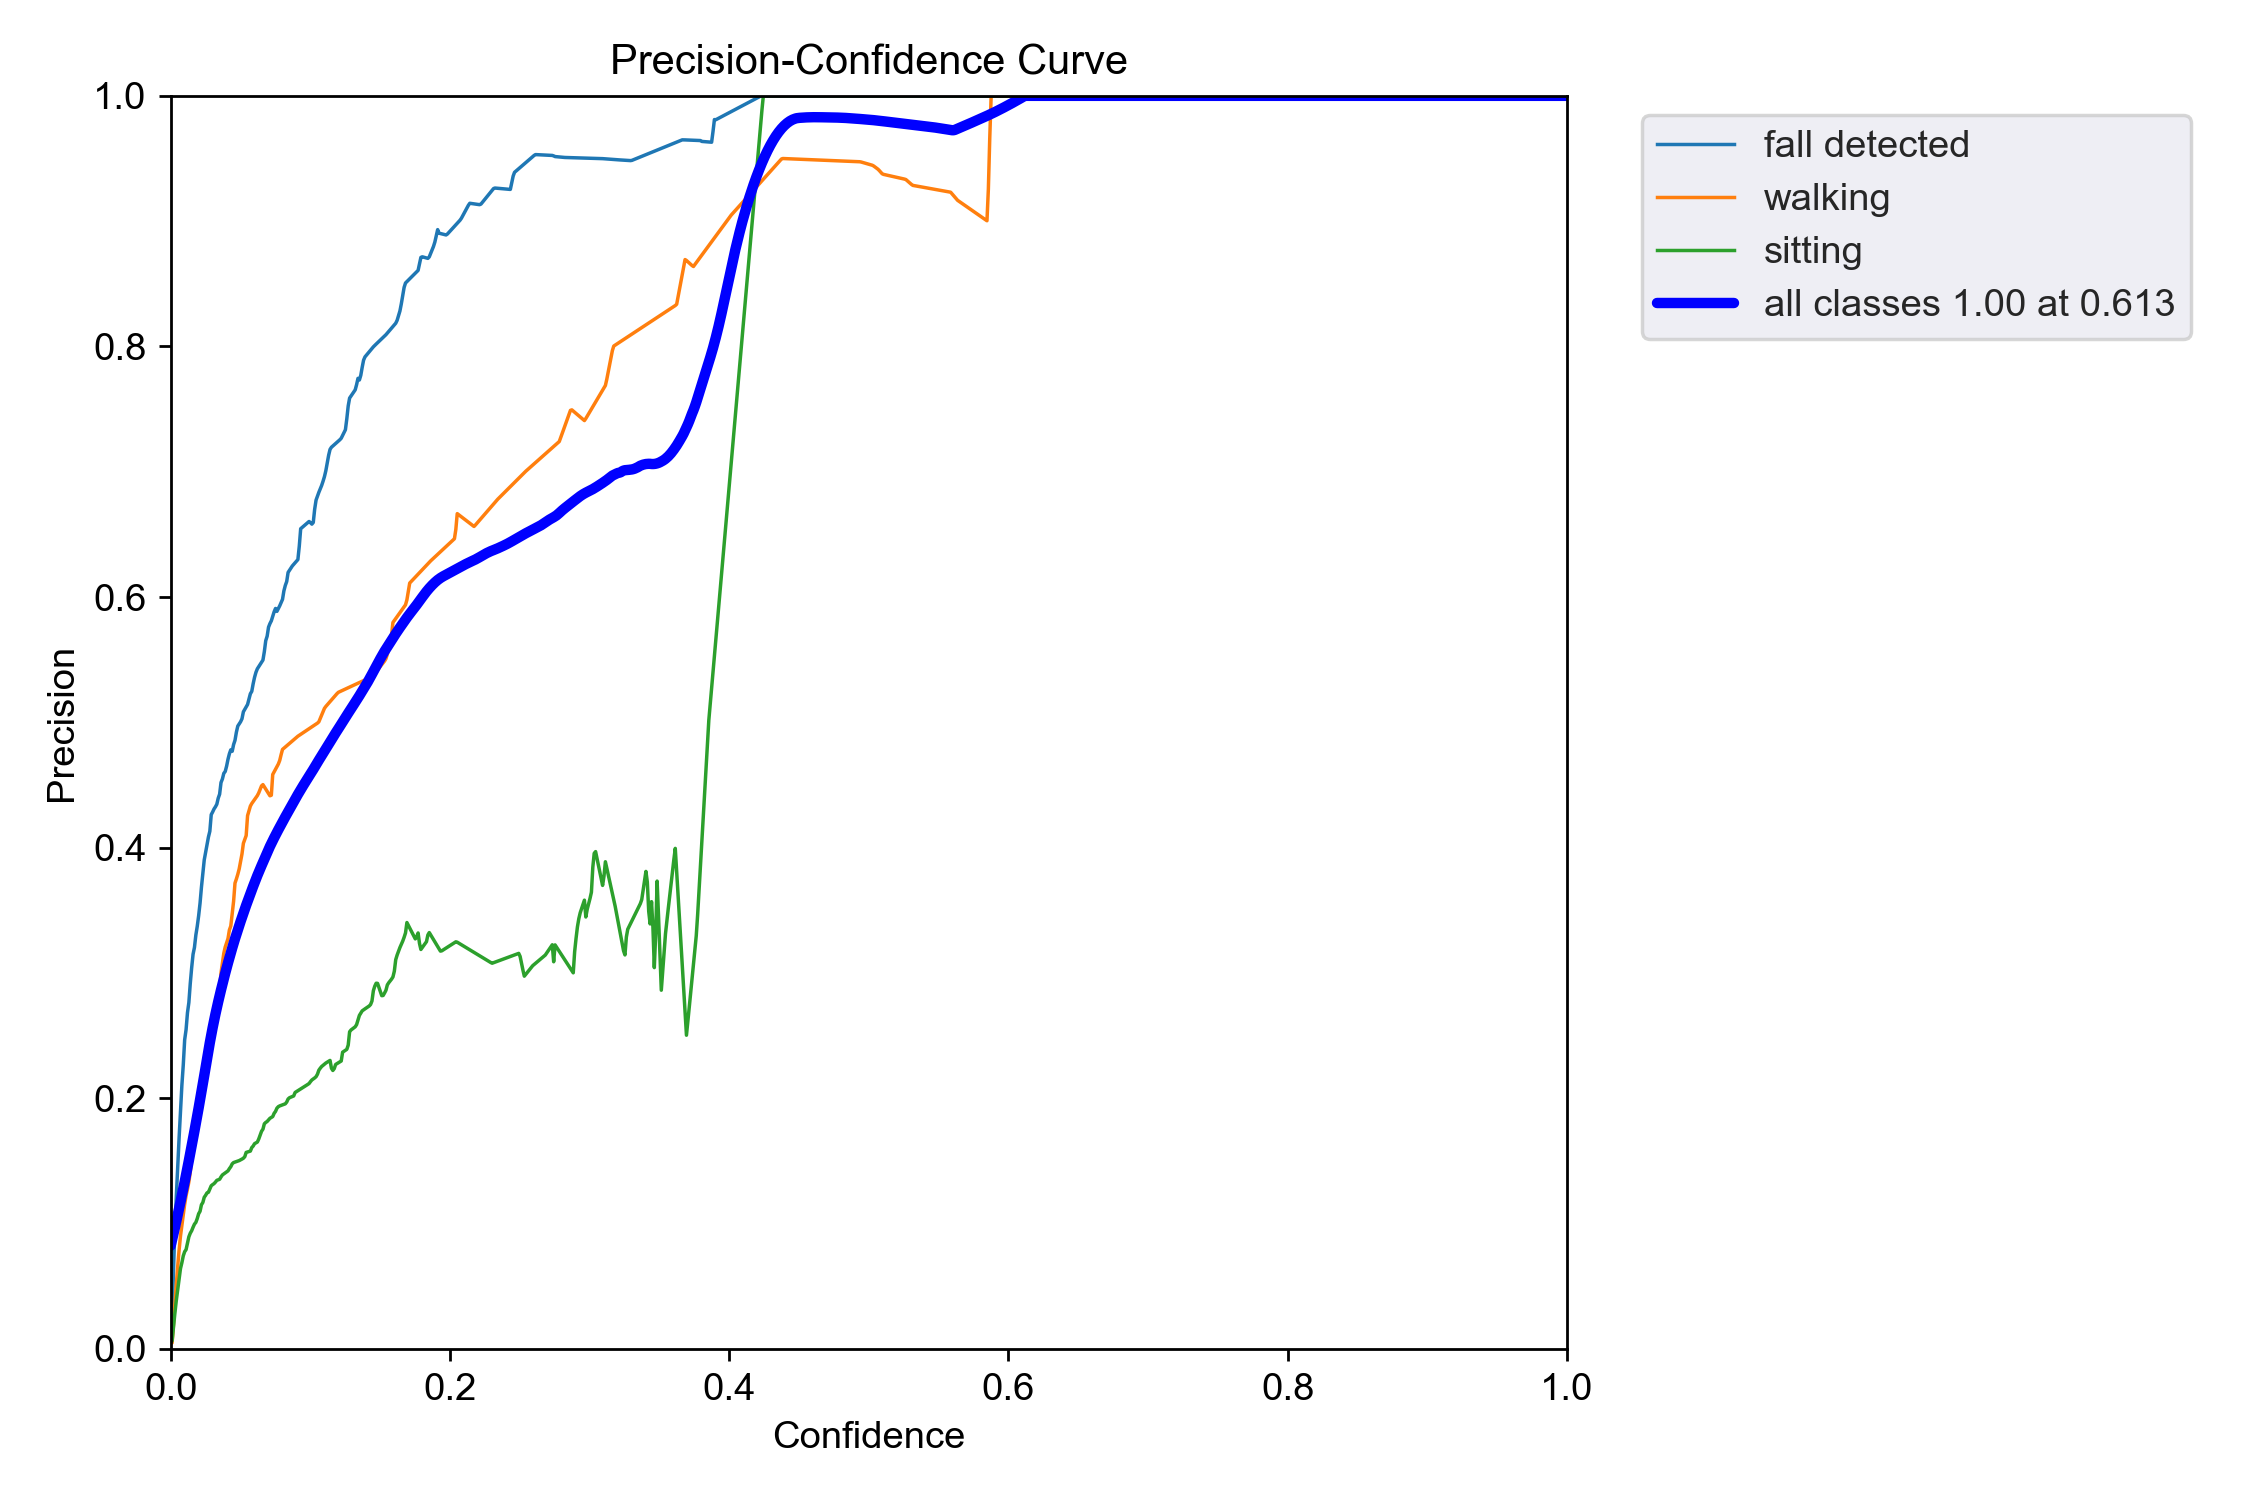 Precision-Confidence Curve
1.0
0.8
0.6
0.4
0.2
0.0
Precision
0.0 0.2 0.4 0.6 0.8 1.0
Confidence
fall detected
walking
sitting
all classes 1.00 at 0.613